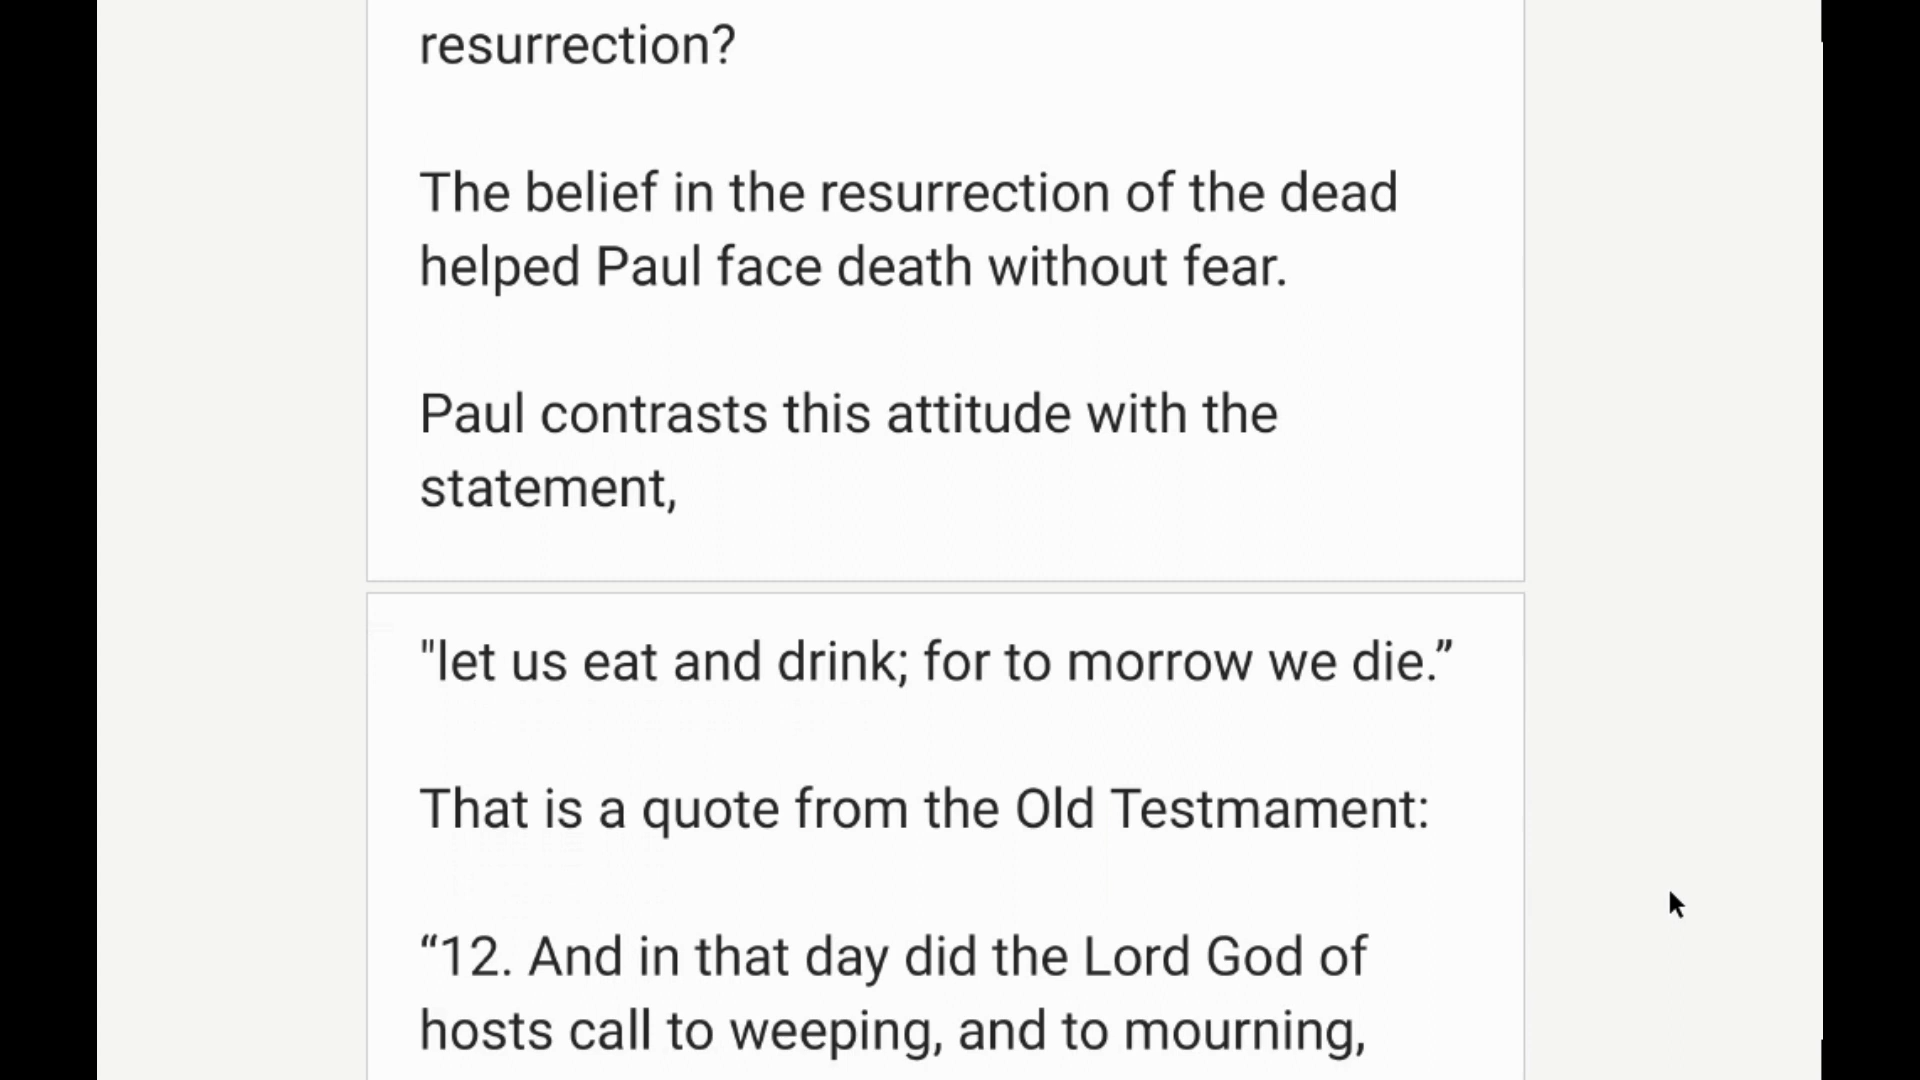 resurrection?
The belief in the resurrection of the dead
helped Paul face death without fear.
Paul contrasts this attitude with the
statement,
"let us eat and drink; for to morrow we die.”
That is a quote from the Old Testmament:
“12. And in that day did the Lord God of
hosts call to weeping, and to mourning,